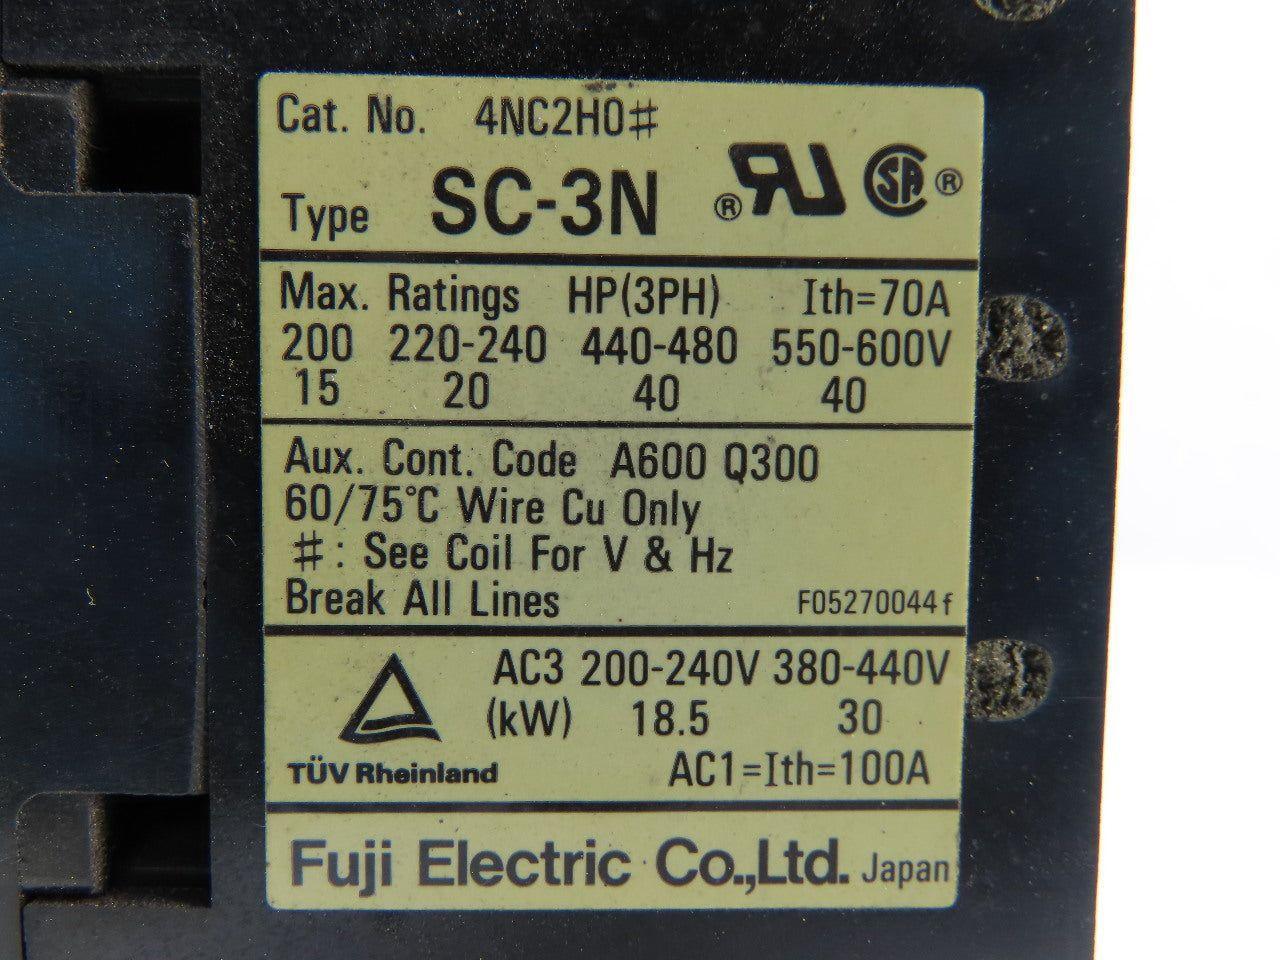 Cat. No. 4NC2H0#
Type SC-3N ® RU SA ®
Max. Ratings HP(3PH) Ith=70A
200 220-240 440-480 550-600V
15 20 40 40
Aux. Cont. Code A600 Q300
60/75°C Wire Cu Only
#: See Coil For V & Hz
Break All Lines F05270044f
AC3 200-240V 380-440V
(kW) 18.5 30
TÜV Rheinland AC1=Ith=100A
Fuji Electric Co.,Ltd. Japan